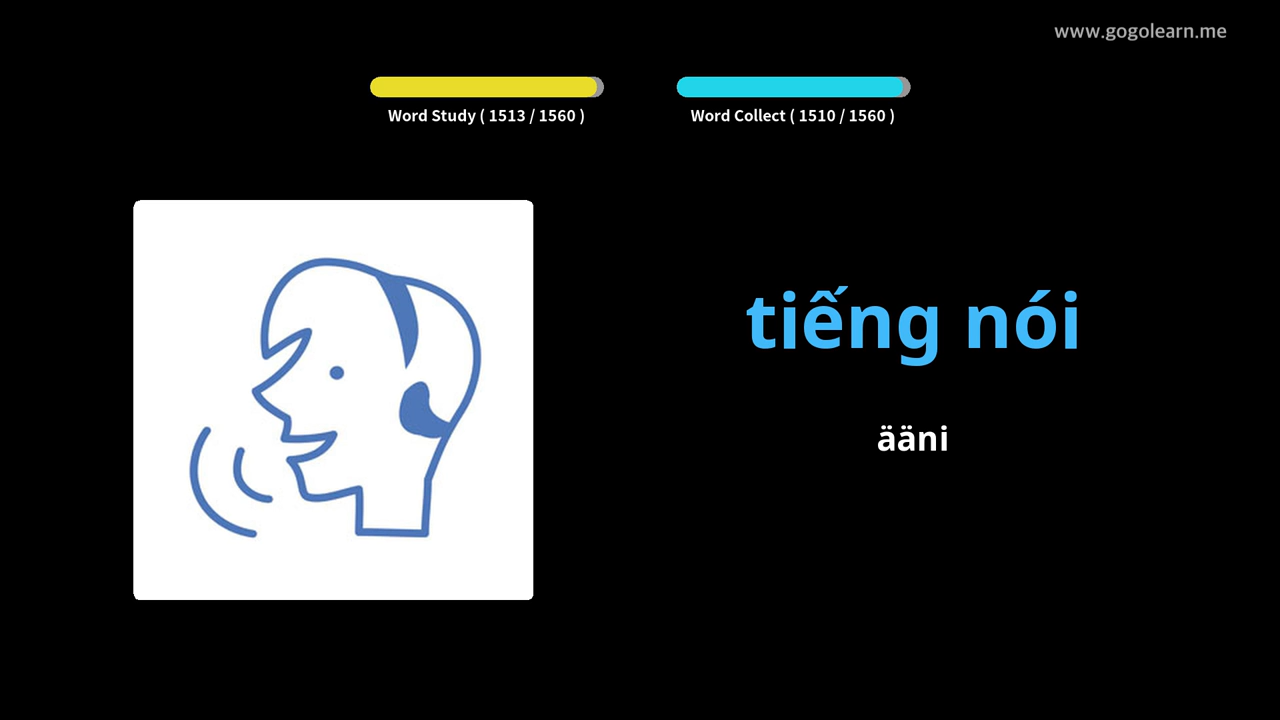 www.gogolearn.me
Word Study ( 1513 / 1560 )
Word Collect ( 1510 / 1560 )
tiếng nói
ääni